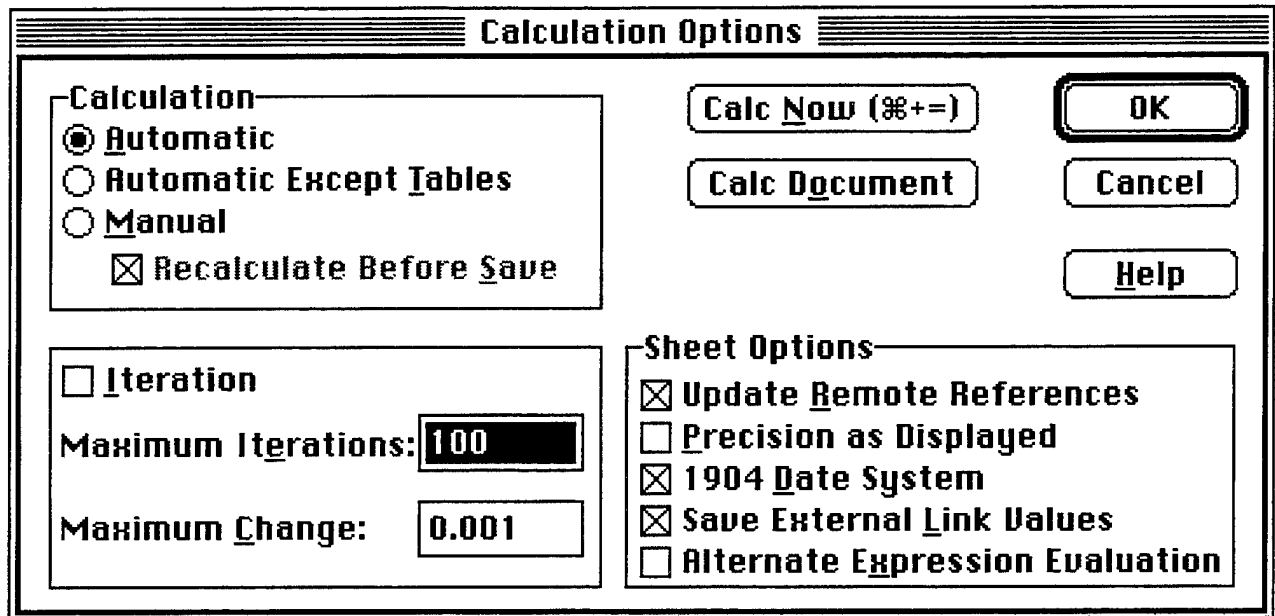 Calculation Options
Calculation
Automatic
Automatic Except Tables
Manual
Recalculate Before Save
Calc Now (⌘+=)
Calc Document
OK
Cancel
Help
Iteration
Maximum Iterations: 100
Maximum Change: 0.001
Sheet Options
Update Remote References
Precision as Displayed
1904 Date System
Save External Link Values
Alternate Expression Evaluation